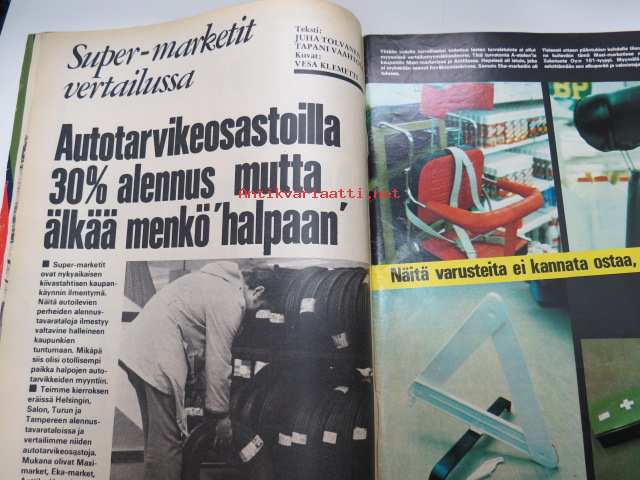 Super-marketit
vertailussa
Teksti:
JUHA TOLVANEN
TAPANI
Kuvat:
VESA KLEMETTI
Autotarvikeosastoilla
30% alennus mutta
älkää menkö 'halpaan'
■ Super-marketit
ovat nykyaikaisen
kiivastahtisen kaupan-
käynnin ilmentymä.
Näitä autoilevien
perheiden alennus-
tavarataloja ilmestyy
valtavine halleineen
kaupunkien
tuntumaan. Mikäpä
siis olisi otollisempi
paikka halpojen auto-
tarvikkeiden myyntiin.
■ Teimme kierroksen
eräissä Helsingin,
Salon, Turun ja
Tampereen alennus-
tavarataloissa ja
vertailimme niiden
autotarvikeosastoja.
Mukana olivat Maxi-
market, Eka-market,
BP
Näitä varusteita ei kannata ostaa,
Antikvariaatti.net